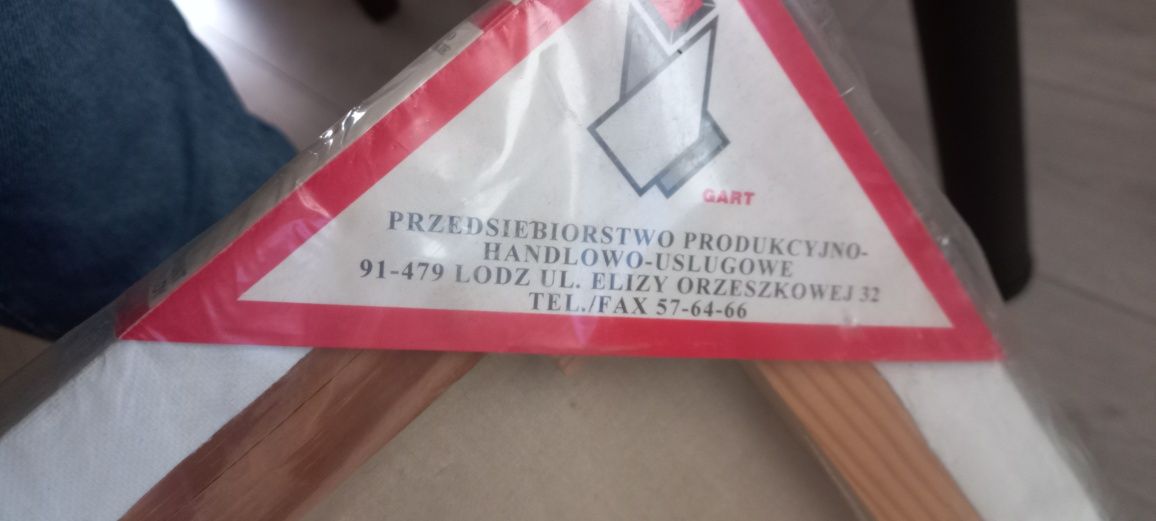 GART
PRZEDSIEBIORSTWO PRODUKCYJNO-
HANDLOWO-USLUGOWE
91-479 LODZ UL. ELIZY ORZESZKOWEJ 32
TEL./FAX 57-64-66